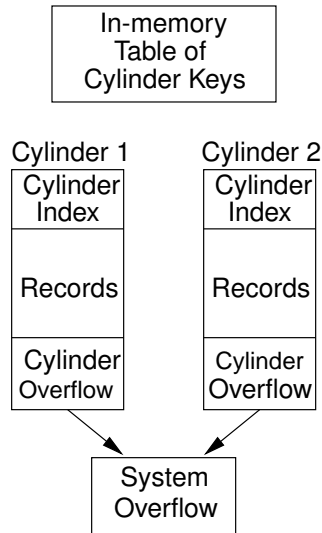 In-memory
Table of
Cylinder Keys
Cylinder 1
Cylinder
Index
Records
Cylinder
Overflow
Cylinder 2
Cylinder
Index
Records
Cylinder
Overflow
System
Overflow